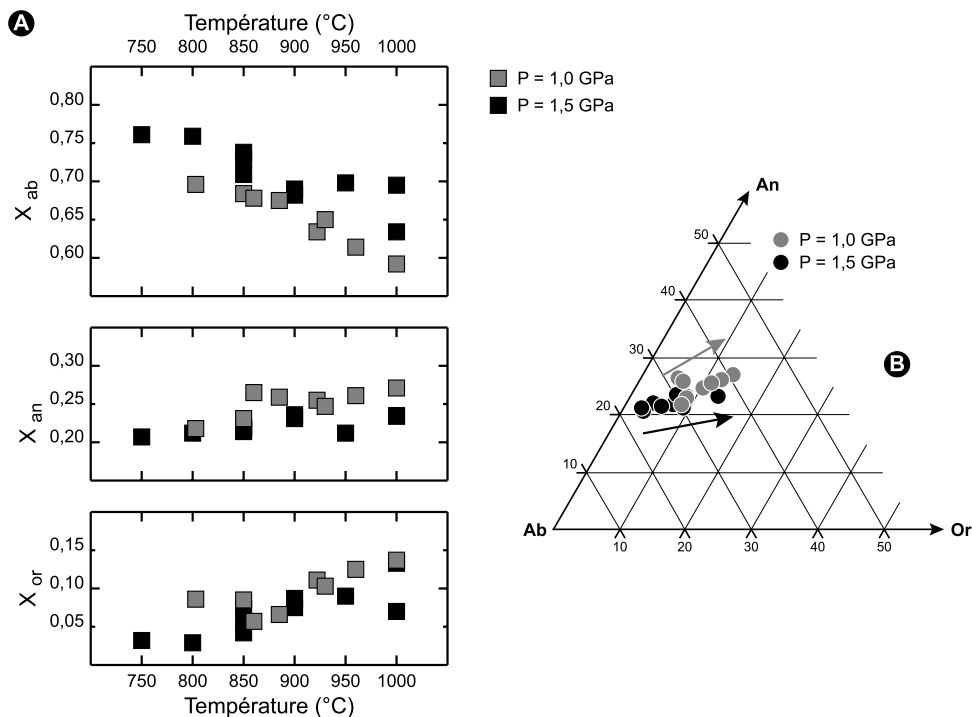 A
Température (°C)
750 800 850 900 950 1000
P = 1,0 GPa
P = 1,5 GPa
0,80
0,75
0,70
0,65
0,60
X ab
0,30
0,25
0,20
X an
0,15
0,10
0,05
X or
750 800 850 900 950 1000
Température (°C)
An
50
P = 1,0 GPa
P = 1,5 GPa
40
30
B
20
10
Ab
Or
10 20 30 40 50